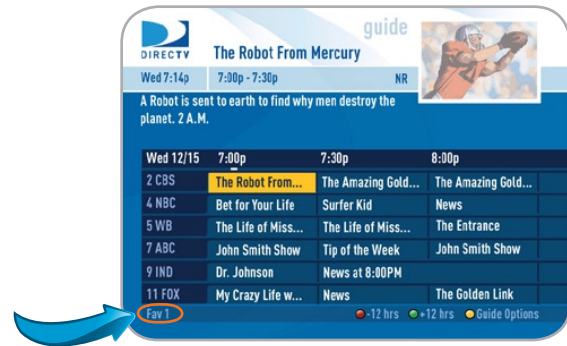 guide
DIRECTV
The Robot From Mercury
Wed 7:14p 7:00p - 7:30p NR
A Robot is sent to earth to find why men destroy the
planet. 2 A.M.
Wed 12/15 7:00p 7:30p 8:00p
2 CBS The Robot From... The Amazing Gold... The Amazing Gold...
4 NBC Bet for Your Life Surfer Kid News
5 WB The Life of Miss... The Life of Miss... The Entrance
7 ABC John Smith Show Tip of the Week John Smith Show
9 IND Dr. Johnson News at 8:00PM
11 FOX My Crazy Life w... News The Golden Link
Fav 1 -12 hrs +12 hrs Guide Options